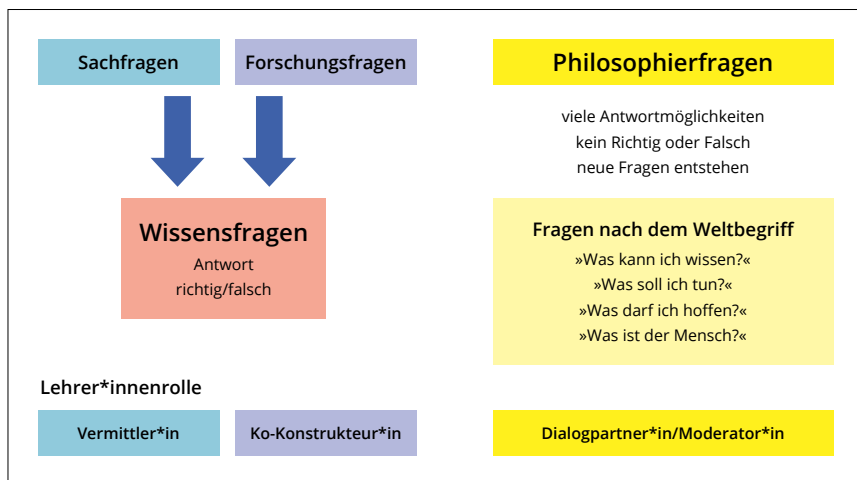 Sachfragen
Forschungsfragen
Wissensfragen
Antwort
richtig/falsch
Philosophierfragen
viele Antwortmöglichkeiten
kein Richtig oder Falsch
neue Fragen entstehen
Fragen nach dem Weltbegriff
»Was kann ich wissen?«
»Was soll ich tun?«
»Was darf ich hoffen?«
»Was ist der Mensch?«
Lehrer*innenrolle
Vermittler*in
Ko-Konstrukteur*in
Dialogpartner*in/Moderator*in